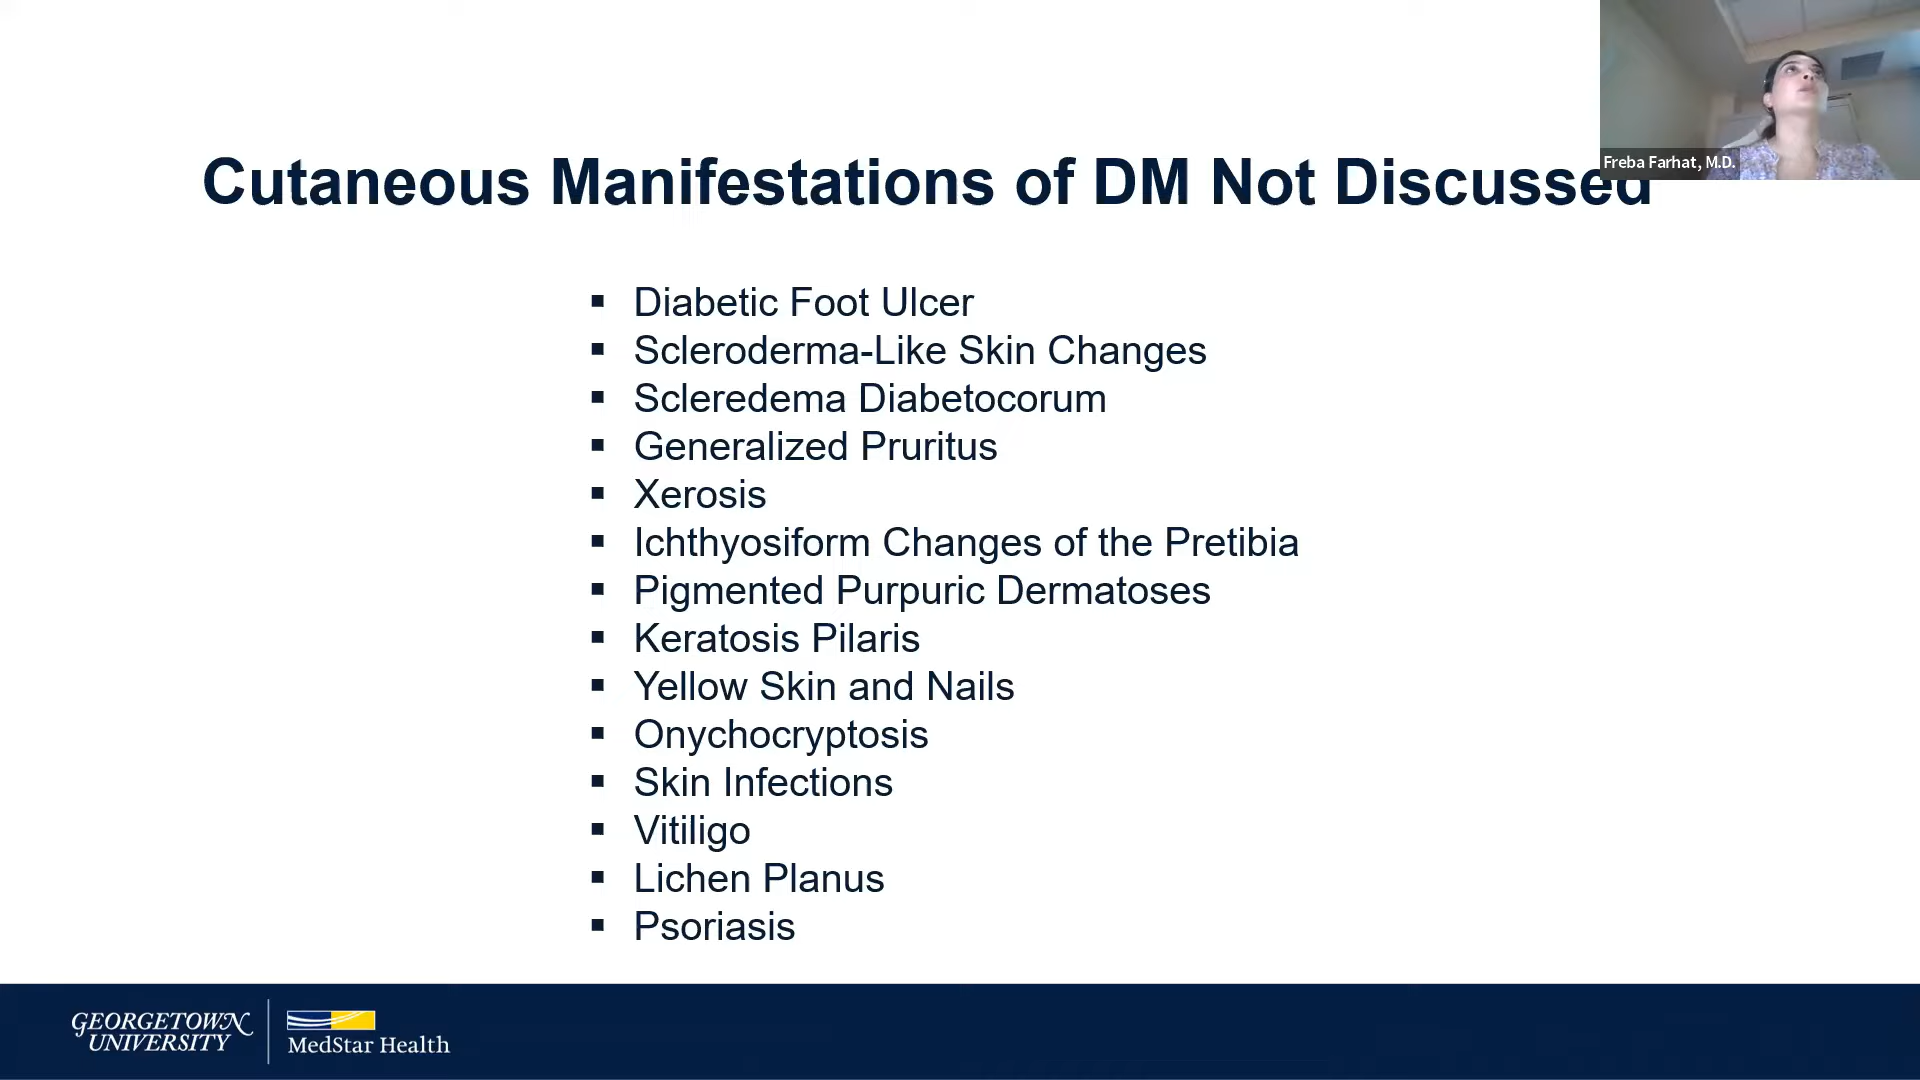 Cutaneous Manifestations of DM Not Discussed
Freba Farhat, M.D.
▪ Diabetic Foot Ulcer
▪ Scleroderma-Like Skin Changes
▪ Scleredema Diabetocorum
▪ Generalized Pruritus
▪ Xerosis
▪ Ichthyosiform Changes of the Pretibia
▪ Pigmented Purpuric Dermatoses
▪ Keratosis Pilaris
▪ Yellow Skin and Nails
▪ Onychocryptosis
▪ Skin Infections
▪ Vitiligo
▪ Lichen Planus
▪ Psoriasis
GEORGETOWN
UNIVERSITY
MedStar Health